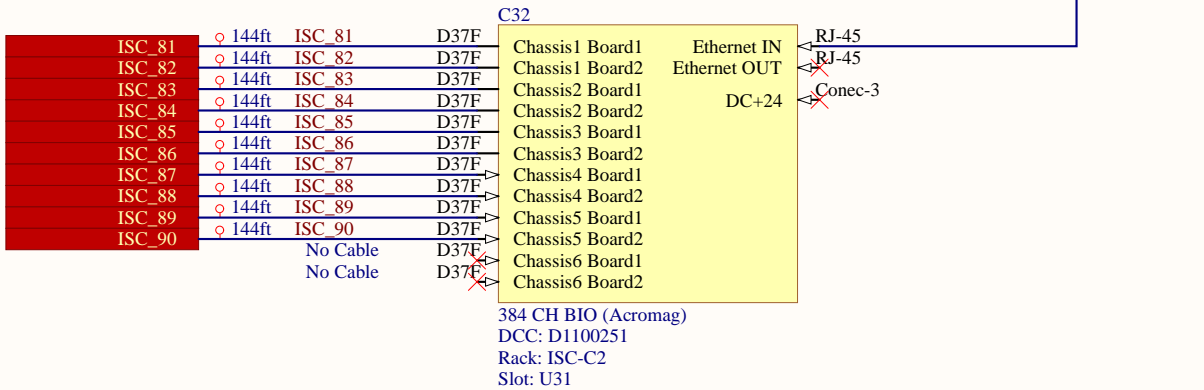 C32
ISC_81 144ft ISC_81 D37F Chassis1 Board1 Ethernet IN RJ-45
ISC_82 144ft ISC_82 D37F Chassis1 Board2 Ethernet OUT RJ-45
ISC_83 144ft ISC_83 D37F Chassis2 Board1
ISC_84 144ft ISC_84 D37F Chassis2 Board2 DC+24 Conec-3
ISC_85 144ft ISC_85 D37F Chassis3 Board1
ISC_86 144ft ISC_86 D37F Chassis3 Board2
ISC_87 144ft ISC_87 D37F Chassis4 Board1
ISC_88 144ft ISC_88 D37F Chassis4 Board2
ISC_89 144ft ISC_89 D37F Chassis5 Board1
ISC_90 144ft ISC_90 D37F Chassis5 Board2
No Cable D37F Chassis6 Board1
No Cable D37F Chassis6 Board2
384 CH BIO (Acromag)
DCC: D1100251
Rack: ISC-C2
Slot: U31